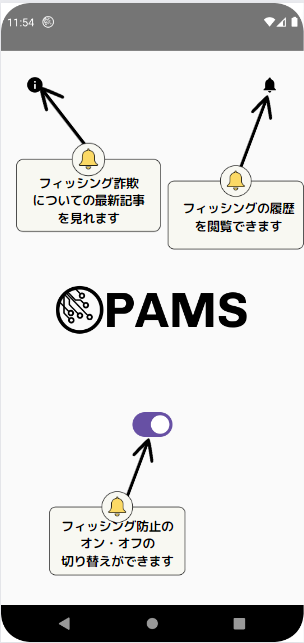 11:54
フィッシング詐欺
についての最新記事
を見れます
フィッシングの履歴
を閲覧できます
PAMS
フィッシング防止の
オン・オフの
切り替えができます